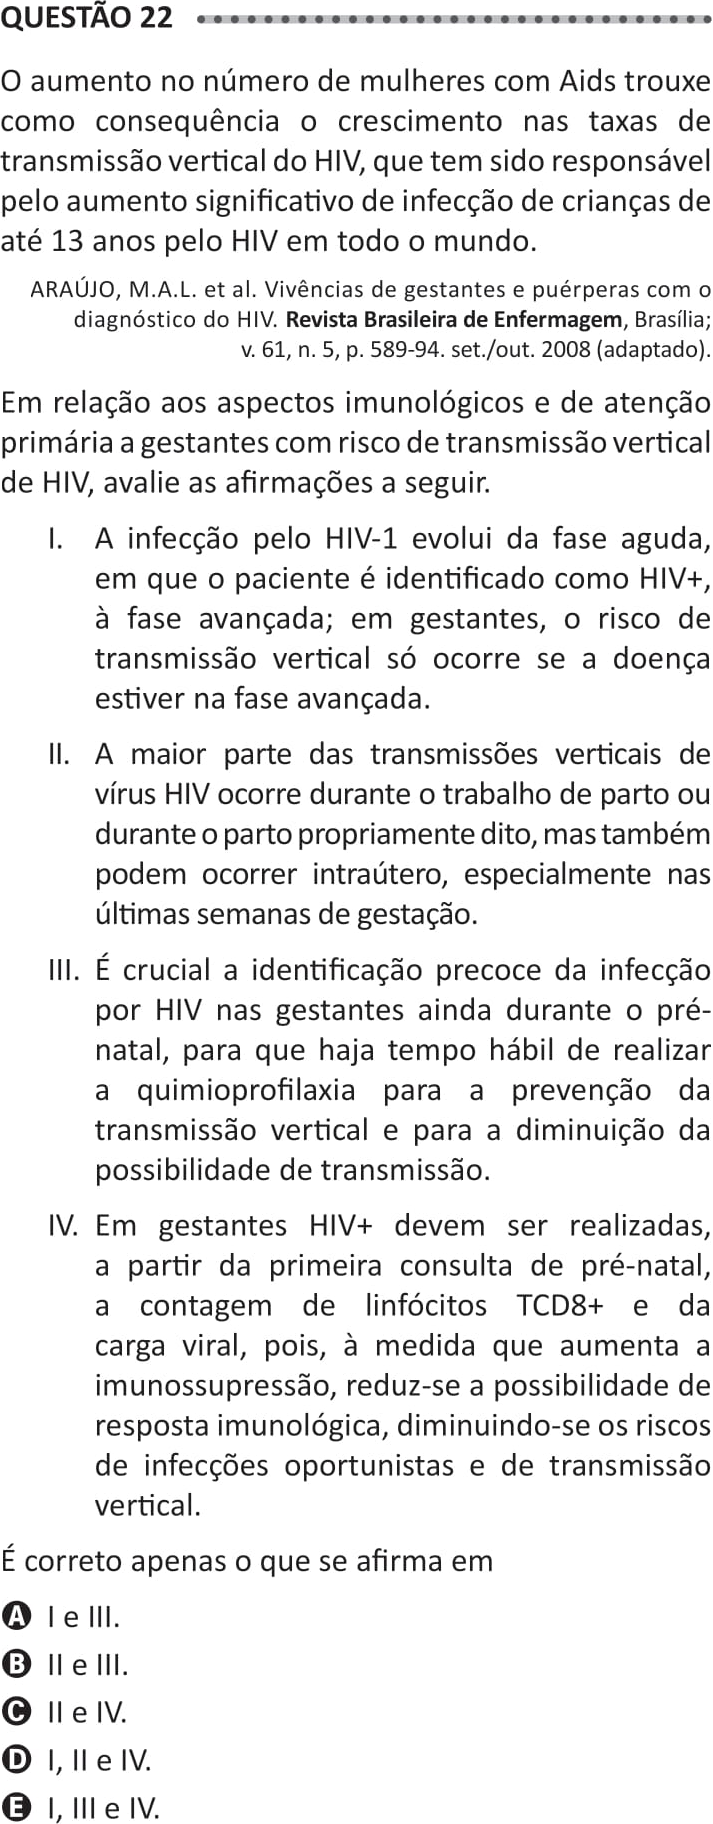 QUESTÃO 22
O aumento no número de mulheres com Aids trouxe
como consequência o crescimento nas taxas de
transmissão vertical do HIV, que tem sido responsável
pelo aumento significativo de infecção de crianças de
até 13 anos pelo HIV em todo o mundo.
ARAÚJO, M.A.L. et al. Vivências de gestantes e puérperas com o
diagnóstico do HIV. Revista Brasileira de Enfermagem, Brasília;
v. 61, n. 5, p. 589-94. set./out. 2008 (adaptado).
Em relação aos aspectos imunológicos e de atenção
primária a gestantes com risco de transmissão vertical
de HIV, avalie as afirmações a seguir.
I. A infecção pelo HIV-1 evolui da fase aguda,
em que o paciente é identificado como HIV+,
à fase avançada; em gestantes, o risco de
transmissão vertical só ocorre se a doença
estiver na fase avançada.
II. A maior parte das transmissões verticais de
vírus HIV ocorre durante o trabalho de parto ou
durante o parto propriamente dito, mas também
podem ocorrer intraútero, especialmente nas
últimas semanas de gestação.
III. É crucial a identificação precoce da infecção
por HIV nas gestantes ainda durante o pré-
natal, para que haja tempo hábil de realizar
a quimioprofilaxia para a prevenção da
transmissão vertical e para a diminuição da
possibilidade de transmissão.
IV. Em gestantes HIV+ devem ser realizadas,
a partir da primeira consulta de pré-natal,
a contagem de linfócitos TCD8+ e da
carga viral, pois, à medida que aumenta a
imunossupressão, reduz-se a possibilidade de
resposta imunológica, diminuindo-se os riscos
de infecções oportunistas e de transmissão
vertical.
É correto apenas o que se afirma em
A I e III.
B II e III.
C II e IV.
D I, II e IV.
E I, III e IV.